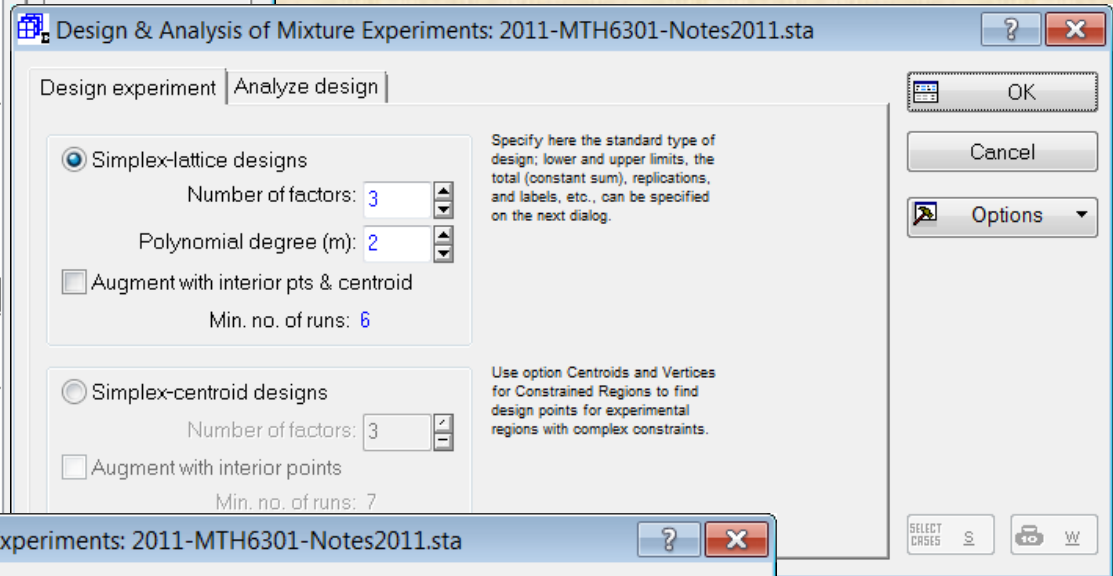 Design & Analysis of Mixture Experiments: 2011-MTH6301-Notes2011.sta
Design experiment
Analyze design
OK
Cancel
Options
Simplex-lattice designs
Number of factors: 3
Polynomial degree (m): 2
Augment with interior pts & centroid
Min. no. of runs: 6
Specify here the standard type of
design; lower and upper limits, the
total (constant sum), replications,
and labels, etc., can be specified
on the next dialog.
Simplex-centroid designs
Number of factors: 3
Augment with interior points
Min. no. of runs: 7
Use option Centroids and Vertices
for Constrained Regions to find
design points for experimental
regions with complex constraints.
SELECT
CASES S
W
xperiments: 2011-MTH6301-Notes2011.sta